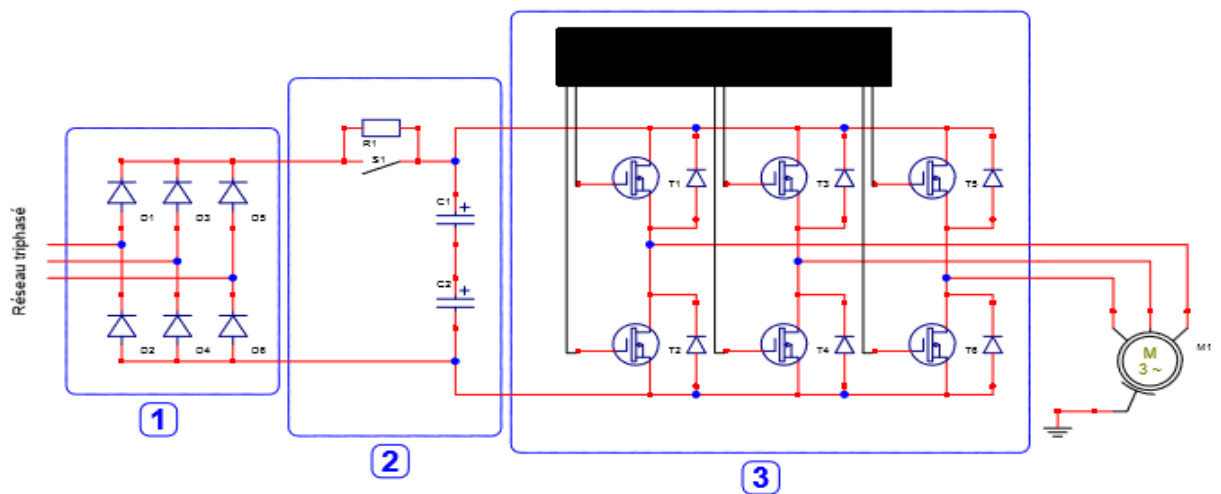 Réseau triphasé
D1
D3
D5
D2
D4
D6
1
R1
S1
C1
C2
2
T1
T3
T5
T2
T4
T6
3
M
3 ~
M1